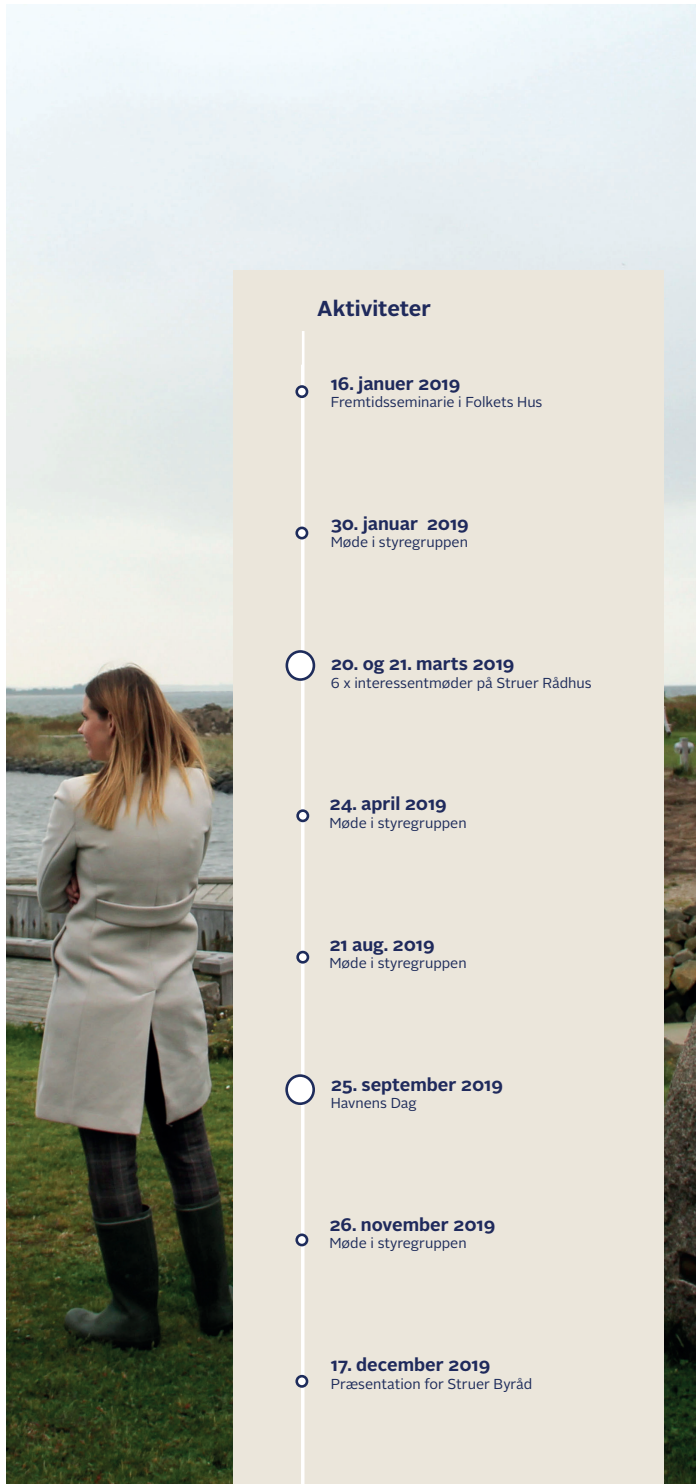 Aktiviteter
16. januer 2019
Fremtidsseminarie i Folkets Hus
30. januar  2019
Møde i styregruppen
20. og 21. marts 2019
6 x interessentmøder på Struer Rådhus
24. april 2019
Møde i styregruppen
21 aug. 2019
Møde i styregruppen
25. september 2019
Havnens Dag
26. november 2019
Møde i styregruppen
17. december 2019
Præsentation for Struer Byråd